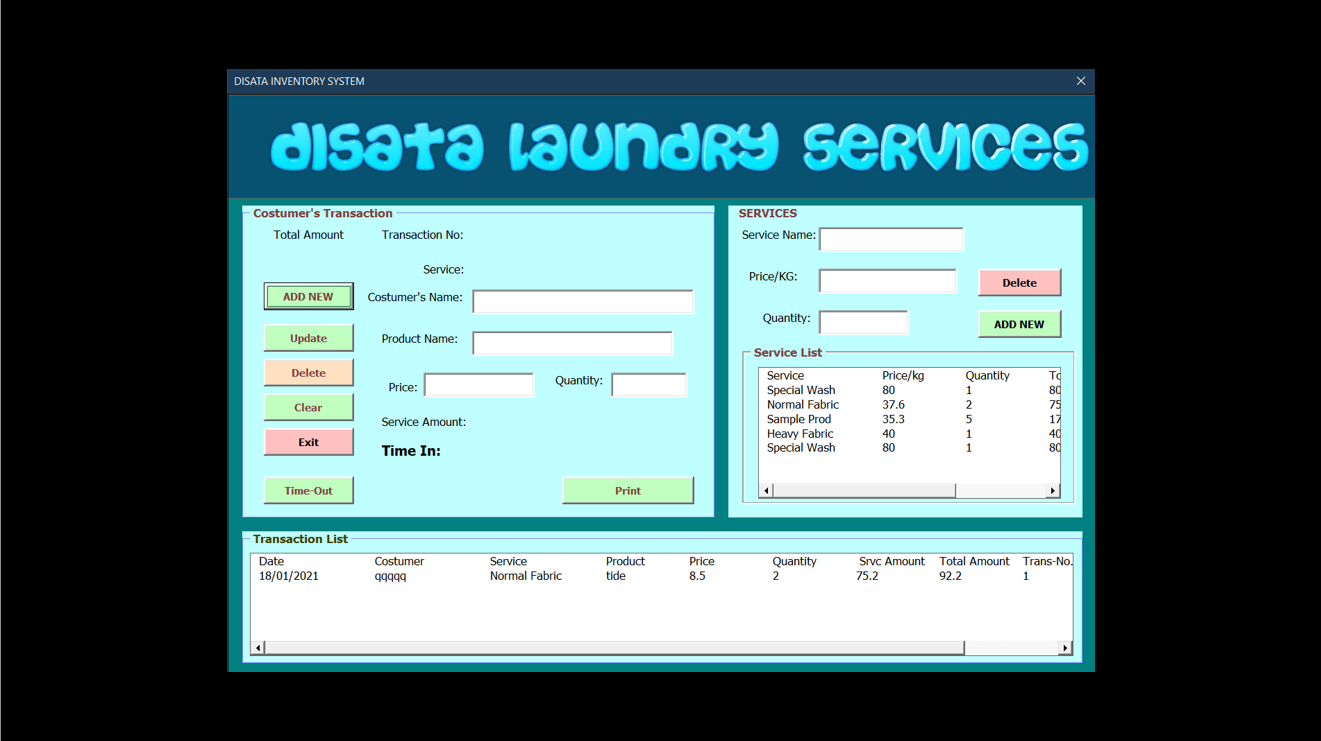 DISATA INVENTORY SYSTEM
disata laundry services
Costumer's Transaction
Total Amount
Transaction No:
Service:
ADD NEW
Costumer's Name:
Update
Product Name:
Delete
Price:
Quantity:
Clear
Service Amount:
Exit
Time In:
Time-Out
Print
SERVICES
Service Name:
Price/KG:
Delete
Quantity:
ADD NEW
Service List
Service Price/kg Quantity
Special Wash 80 1 80
Normal Fabric 37.6 2 75
Sample Prod 35.3 5 17
Heavy Fabric 40 1 40
Special Wash 80 1 80
Transaction List
Date Costumer Service Product Price Quantity Srvc Amount Total Amount Trans-No.
18/01/2021 qqqqq Normal Fabric tide 8.5 2 75.2 92.2 1